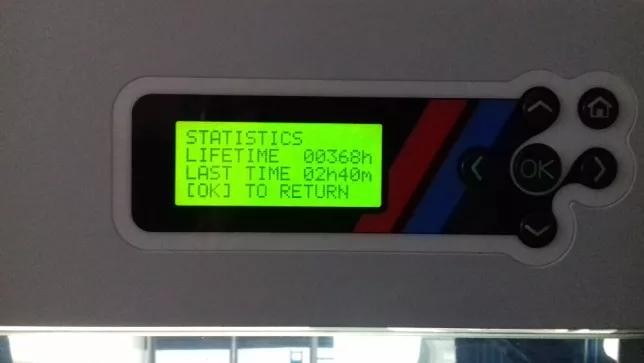 STATISTICS
LIFETIME 00368h
LAST TIME 02h40m
[OK] TO RETURN
OK